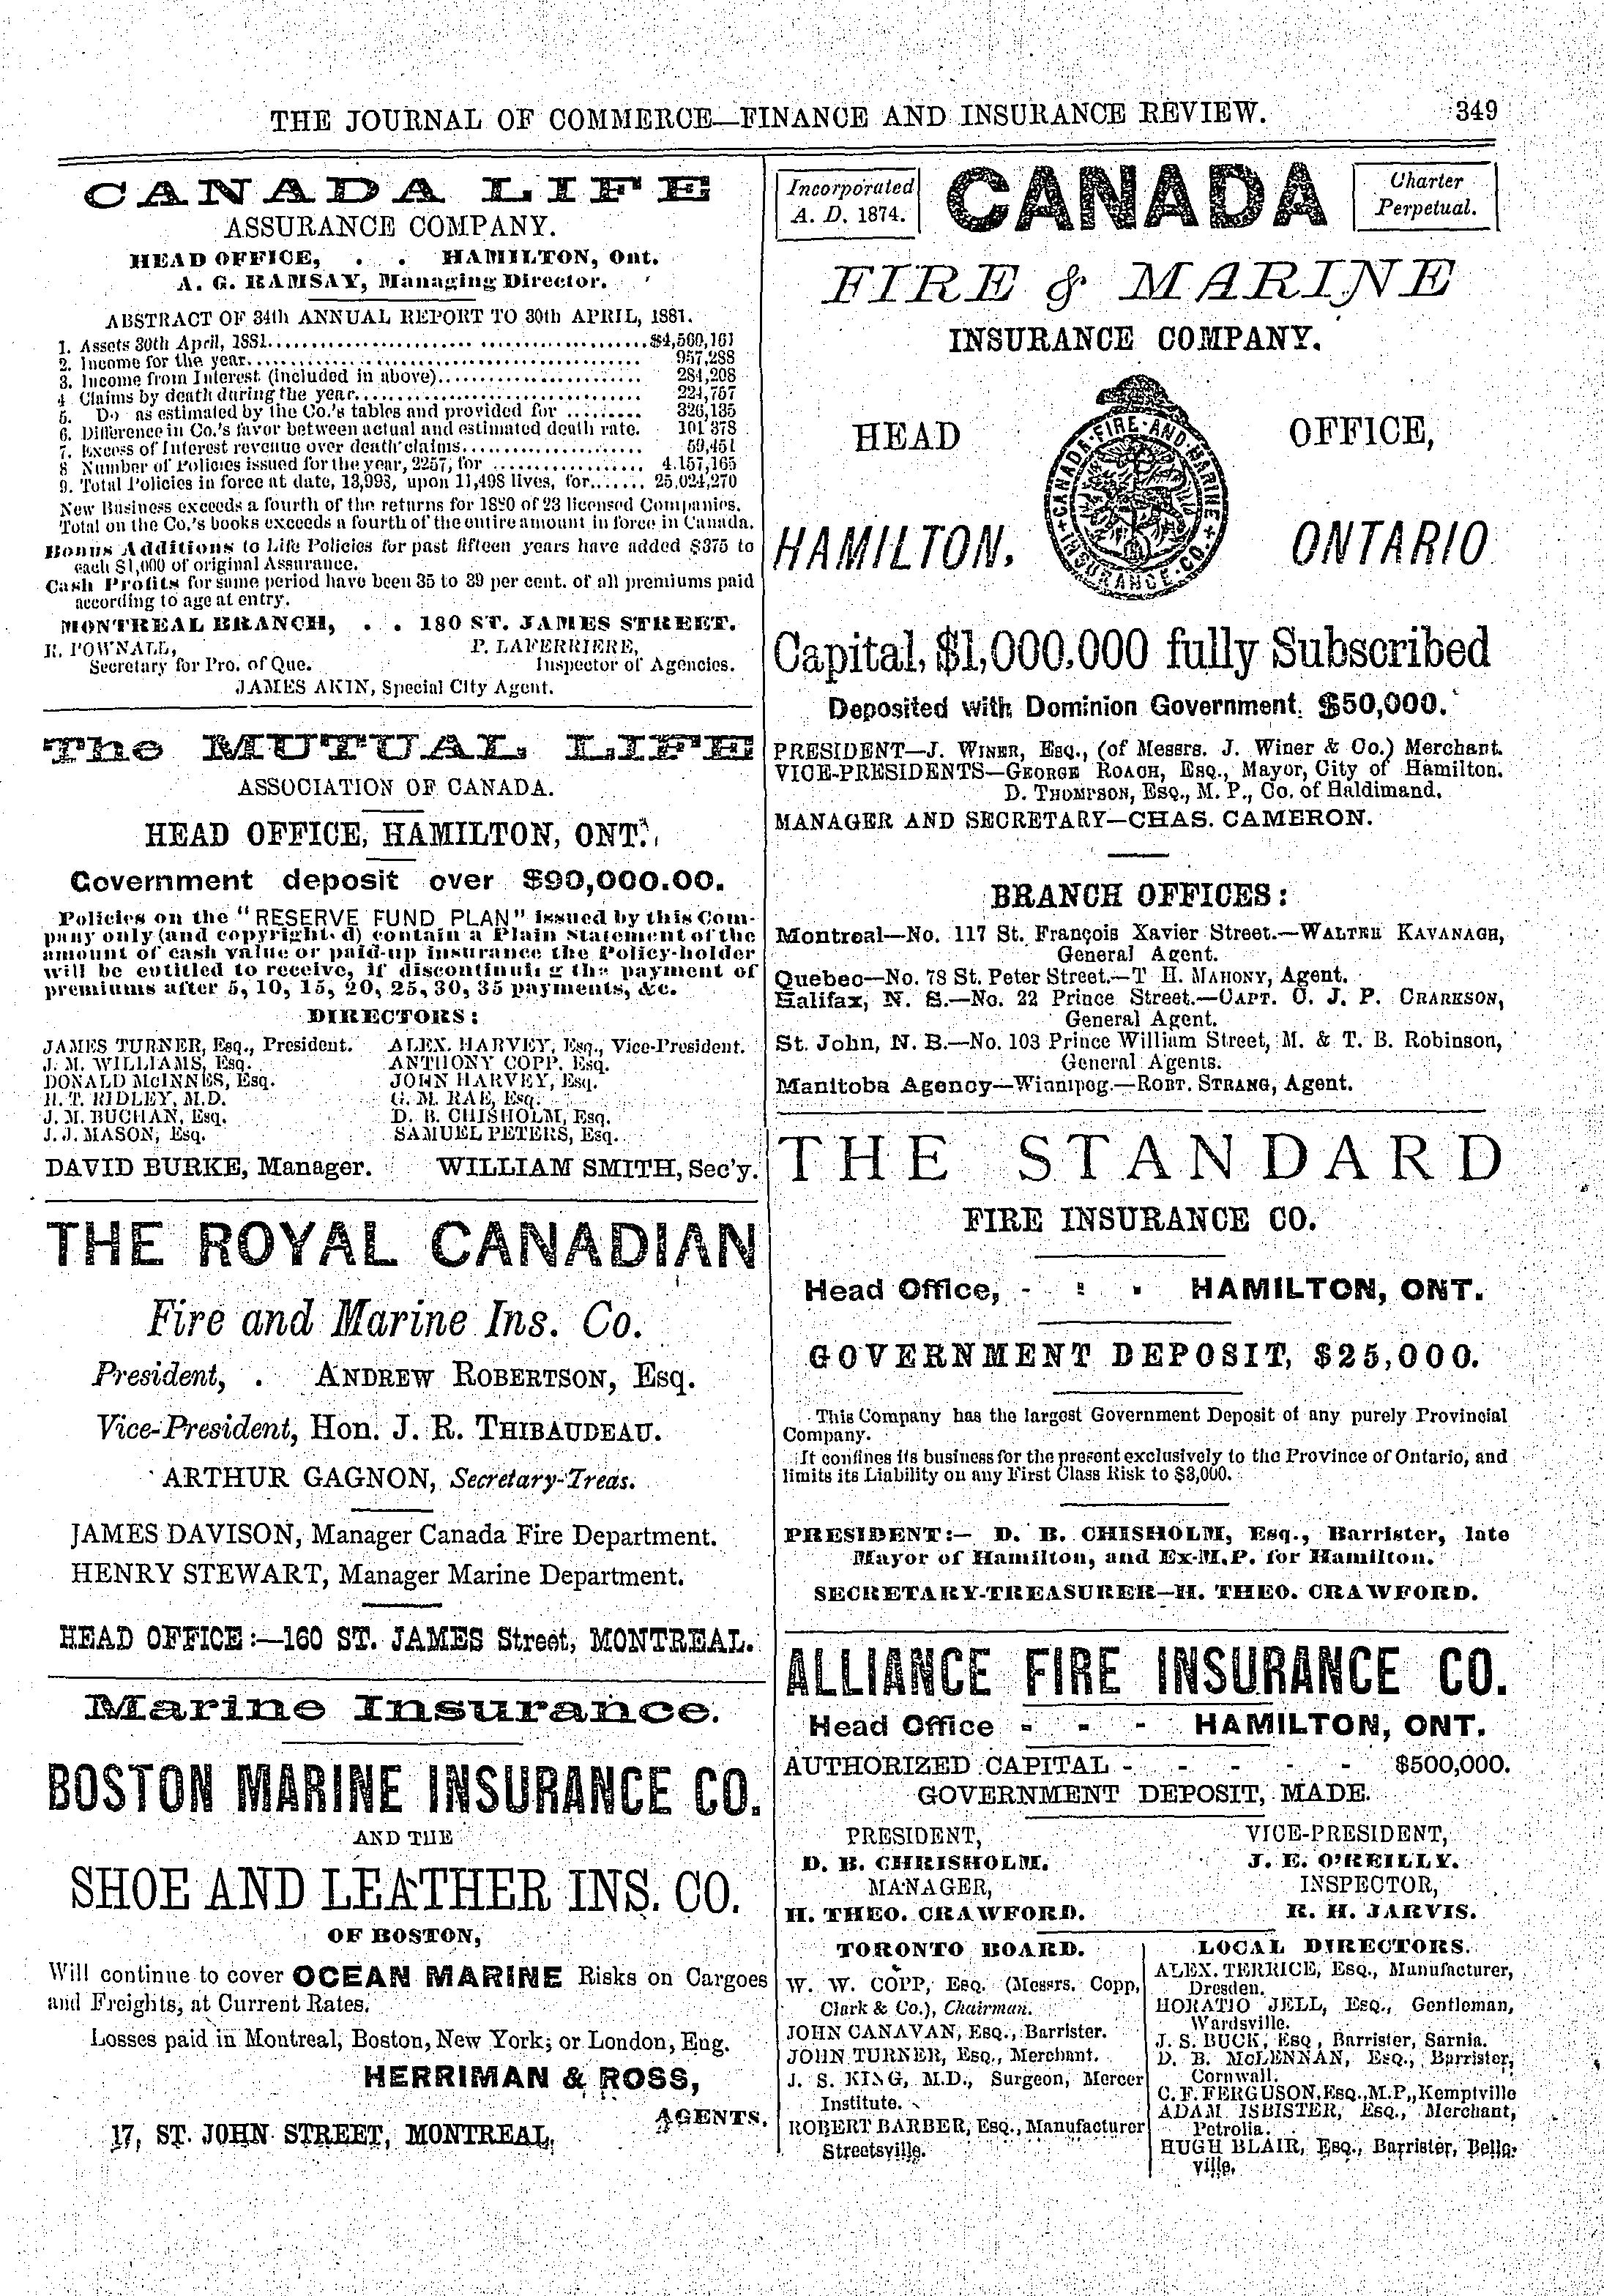 THE JOURNAL OF COMMERCE—FINANCE AND INSURANCE REVIEW. 349
CANADA LIFE
ASSURANCE COMPANY.
HEAD OFFICE, . . HAMILTON, Ont.
A. G. RAMSAY, Managing Director.
ABSTRACT OF 34th ANNUAL REPORT TO 30th APRIL, 1881.
1. Assets 30th April, 1881 $4,560,161
2. Income for the year 957,288
3. Income from Interest (included in above) 284,208
4 Claims by death during the year 224,757
5. Do as estimated by the Co.'s tables and provided for 326,135
6. Difference in Co.'s favor between actual and estimated death rate. 101 378
7. Excess of Interest revenue over death claims 59,451
8 Number of Policies issued for the year, 2257, for 4.157,165
9. Total Policies in force at date, 13,993, upon 11,498 lives, for 25,024,270
New Business exceeds a fourth of the returns for 1880 of 23 licensed Companies.
Total on the Co.'s books exceeds a fourth of the entire amount in force in Canada.
Bonus Additions to Life Policies for past fifteen years have added $375 to
each $1,000 of original Assurance.
Cash Profits for same period have been 35 to 39 per cent. of all premiums paid
according to age at entry.
MONTREAL BRANCH, . . 180 ST. JAMES STREET.
R. POWNALL, P. LAFERRIERE,
Secretary for Pro. of Que. Inspector of Agencies.
JAMES AKIN, Special City Agent.
The MUTUAL LIFE
ASSOCIATION OF CANADA.
HEAD OFFICE, HAMILTON, ONT.
Government deposit over $90,000.00.
Policies on the "RESERVE FUND PLAN" issued by this Com-
pany only (and copyright d) contain a Plain Statement of the
amount of cash value or paid-up insurance the Policy-holder
will be entitled to receive, if discontinuing the payment of
premiums after 5, 10, 15, 20, 25, 30, 35 payments, &c.
DIRECTORS:
JAMES TURNER, Esq., President. ALEX. HARVEY, Esq., Vice-President.
J. M. WILLIAMS, Esq. ANTHONY COPP, Esq.
DONALD McINNES, Esq. JOHN HARVEY, Esq.
H. T. RIDLEY, M.D. G. M. RAE, Esq.
J. M. BUCHAN, Esq. D. B. CHISHOLM, Esq.
J. J. MASON, Esq. SAMUEL PETERS, Esq.
DAVID BURKE, Manager. WILLIAM SMITH, Sec'y.
THE ROYAL CANADIAN
Fire and Marine Ins. Co.
President, . ANDREW ROBERTSON, Esq.
Vice-President, Hon. J. R. THIBAUDEAU.
ARTHUR GAGNON, Secretary-Treas.
JAMES DAVISON, Manager Canada Fire Department.
HENRY STEWART, Manager Marine Department.
HEAD OFFICE:—160 ST. JAMES Street, MONTREAL.
Marine Insurance.
BOSTON MARINE INSURANCE CO.
AND THE
SHOE AND LEATHER INS. CO.
OF BOSTON,
Will continue to cover OCEAN MARINE Risks on Cargoes
and Freights, at Current Rates.
Losses paid in Montreal, Boston, New York, or London, Eng.
HERRIMAN & ROSS,
AGENTS.
17, ST. JOHN STREET, MONTREAL,
Incorporated
A. D. 1874.
CANADA
Charter
Perpetual.
FIRE & MARINE
INSURANCE COMPANY.
HEAD OFFICE,
CANADA·FIRE·AND·MARINE
INSURANCE·CO.
HAMILTON, ONTARIO
Capital, $1,000,000 fully Subscribed
Deposited with Dominion Government. $50,000.
PRESIDENT—J. WINER, ESQ., (of Messrs. J. Winer & Co.) Merchant.
VICE-PRESIDENTS—GEORGE ROACH, ESQ., Mayor, City of Hamilton.
D. THOMPSON, ESQ., M. P., Co. of Haldimand.
MANAGER AND SECRETARY—CHAS. CAMERON.
BRANCH OFFICES:
Montreal—No. 117 St. François Xavier Street.—WALTER KAVANAGH,
General Agent.
Quebec—No. 78 St. Peter Street.—T H. MAHONY, Agent.
Halifax, N. S.—No. 22 Prince Street.—CAPT. C. J. P. CRARKSON,
General Agent.
St. John, N. B.—No. 103 Prince William Street, M. & T. B. Robinson,
General Agents.
Manitoba Agency—Winnipeg.—ROBT. STRANG, Agent.
THE STANDARD
FIRE INSURANCE CO.
Head Office, - : . HAMILTON, ONT.
GOVERNMENT DEPOSIT, $25,000.
This Company has the largest Government Deposit of any purely Provincial
Company.
It confines its business for the present exclusively to the Province of Ontario, and
limits its Liability on any First Class Risk to $3,000.
PRESIDENT:— D. B. CHISHOLM, Esq., Barrister, late
Mayor of Hamilton, and Ex-M.P. for Hamilton.
SECRETARY-TREASURER—H. THEO. CRAWFORD.
ALLIANCE FIRE INSURANCE CO.
Head Office - - - HAMILTON, ONT.
AUTHORIZED CAPITAL - - - - - $500,000.
GOVERNMENT DEPOSIT, MADE.
PRESIDENT, VICE-PRESIDENT,
D. B. CHRISHOLM. J. E. O'REILLY.
MANAGER, INSPECTOR,
H. THEO. CRAWFORD. R. H. JARVIS.
TORONTO BOARD.
W. W. COPP, ESQ. (Messrs. Copp,
Clark & Co.), Chairman.
JOHN CANAVAN, ESQ., Barrister.
JOHN TURNER, ESQ., Merchant.
J. S. KING, M.D., Surgeon, Mercer
Institute.
ROBERT BARBER, ESQ., Manufacturer
Streetsville.
LOCAL DIRECTORS.
ALEX. TERRICE, ESQ., Manufacturer,
Dresden.
HORATIO JELL, ESQ., Gentleman,
Wardsville.
J. S. BUCK, ESQ, Barrister, Sarnia.
D. B. McLENNAN, ESQ., Barrister,
Cornwall.
C. F. FERGUSON, ESQ., M.P., Kemptville
ADAM ISBISTER, ESQ., Merchant,
Petrolia.
HUGH BLAIR, ESQ., Barrister, Belle-
ville.